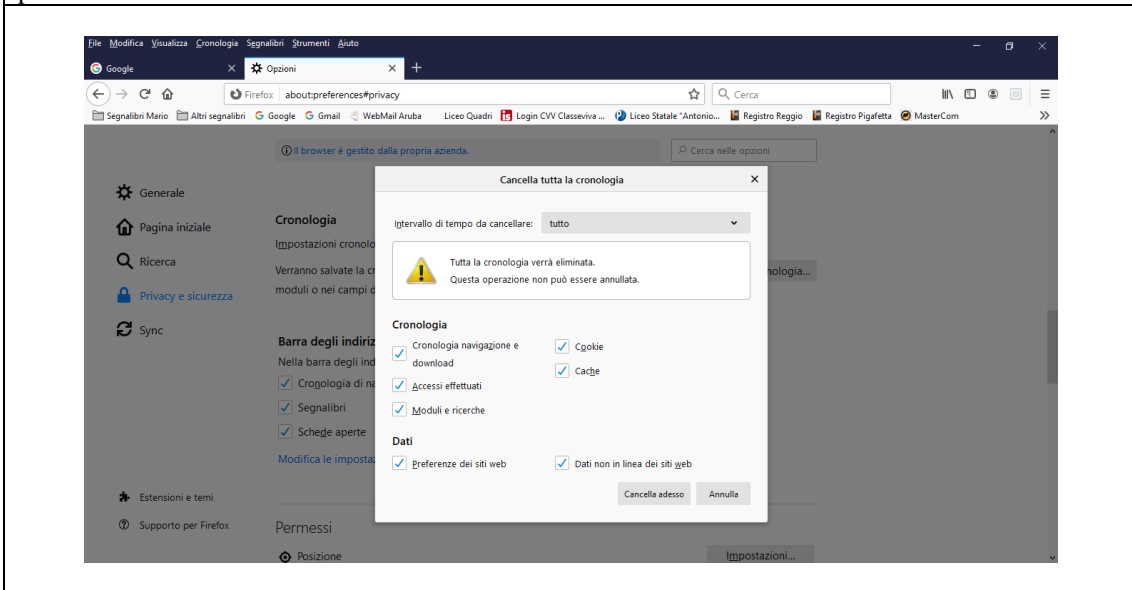 File Modifica Visualizza Cronologia Segnalibri Strumenti Aiuto
Google
Opzioni
Firefox about:preferences#privacy
Cerca
Segnalibri Mario Altri segnalibri Google Gmail WebMail Aruba Liceo Quadri Login CVV Classeviva ... Liceo Statale "Antonio... Registro Reggio Registro Pigafetta MasterCom
Il browser è gestito dalla propria azienda.
Cerca nelle opzioni
Generale
Pagina iniziale
Ricerca
Privacy e sicurezza
Sync
Estensioni e temi
Supporto per Firefox
Cronologia
Impostazioni cronolo
Verranno salvate la cr
moduli o nei campi d
nologia...
Barra degli indiriz
Nella barra degli ind
Cronologia di na
Segnalibri
Schede aperte
Modifica le impostaz
Permessi
Posizione
Impostazioni...
Cancella tutta la cronologia
Intervallo di tempo da cancellare: tutto
Tutta la cronologia verrà eliminata.
Questa operazione non può essere annullata.
Cronologia
Cronologia navigazione e
download
Cookie
Cache
Accessi effettuati
Moduli e ricerche
Dati
Preferenze dei siti web
Dati non in linea dei siti web
Cancella adesso Annulla